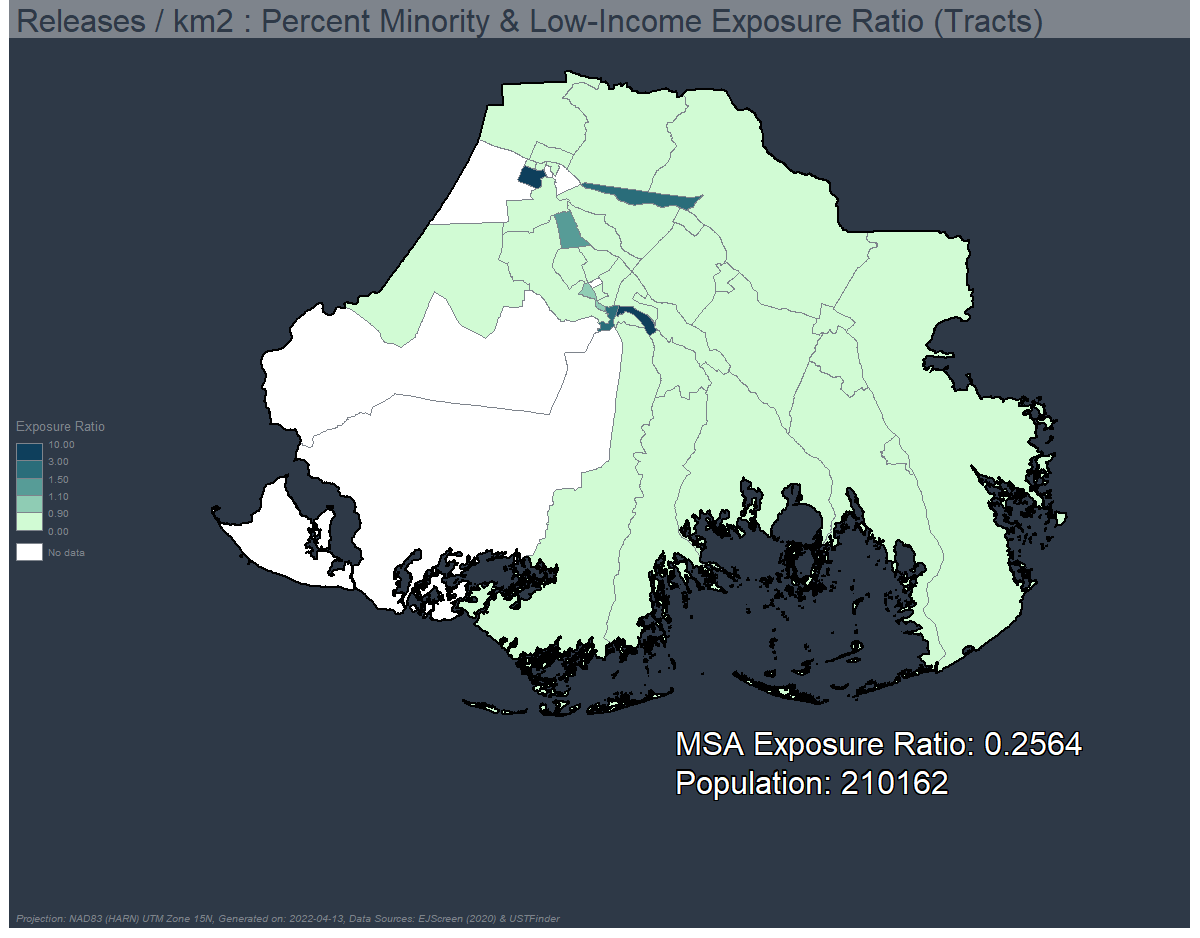 Releases / km2 : Percent Minority & Low-Income Exposure Ratio (Tracts)
Exposure Ratio
10.00
3.00
1.50
1.10
0.90
0.00
No data
MSA Exposure Ratio: 0.2564
Population: 210162
Projection: NAD83 (HARN) UTM Zone 15N, Generated on: 2022-04-13, Data Sources: EJScreen (2020) & USTFinder